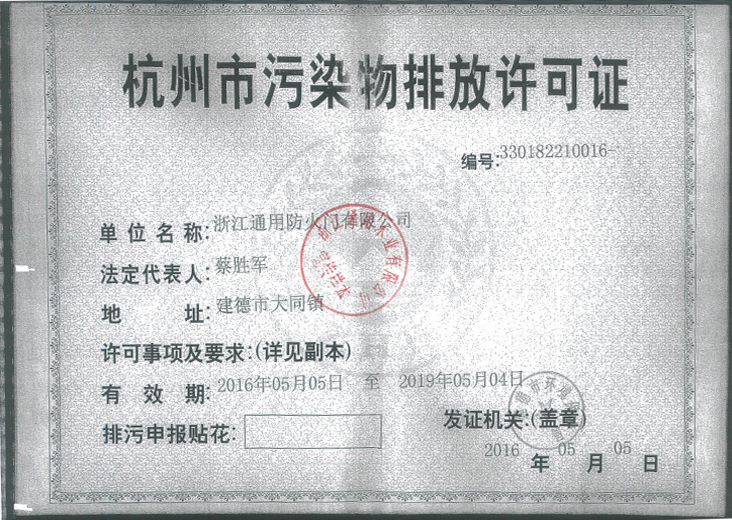 杭州市污染物排放许可证
编号:330182210016-
单位名称:浙江通用防火门有限公司
法定代表人:蔡胜军
地 址:建德市大同镇
许可事项及要求:(详见副本)
有 效 期:2016年05月05日 至 2019年05月04日
排污申报贴花:
发证机关:(盖章)
2016 年 05 月 05 日